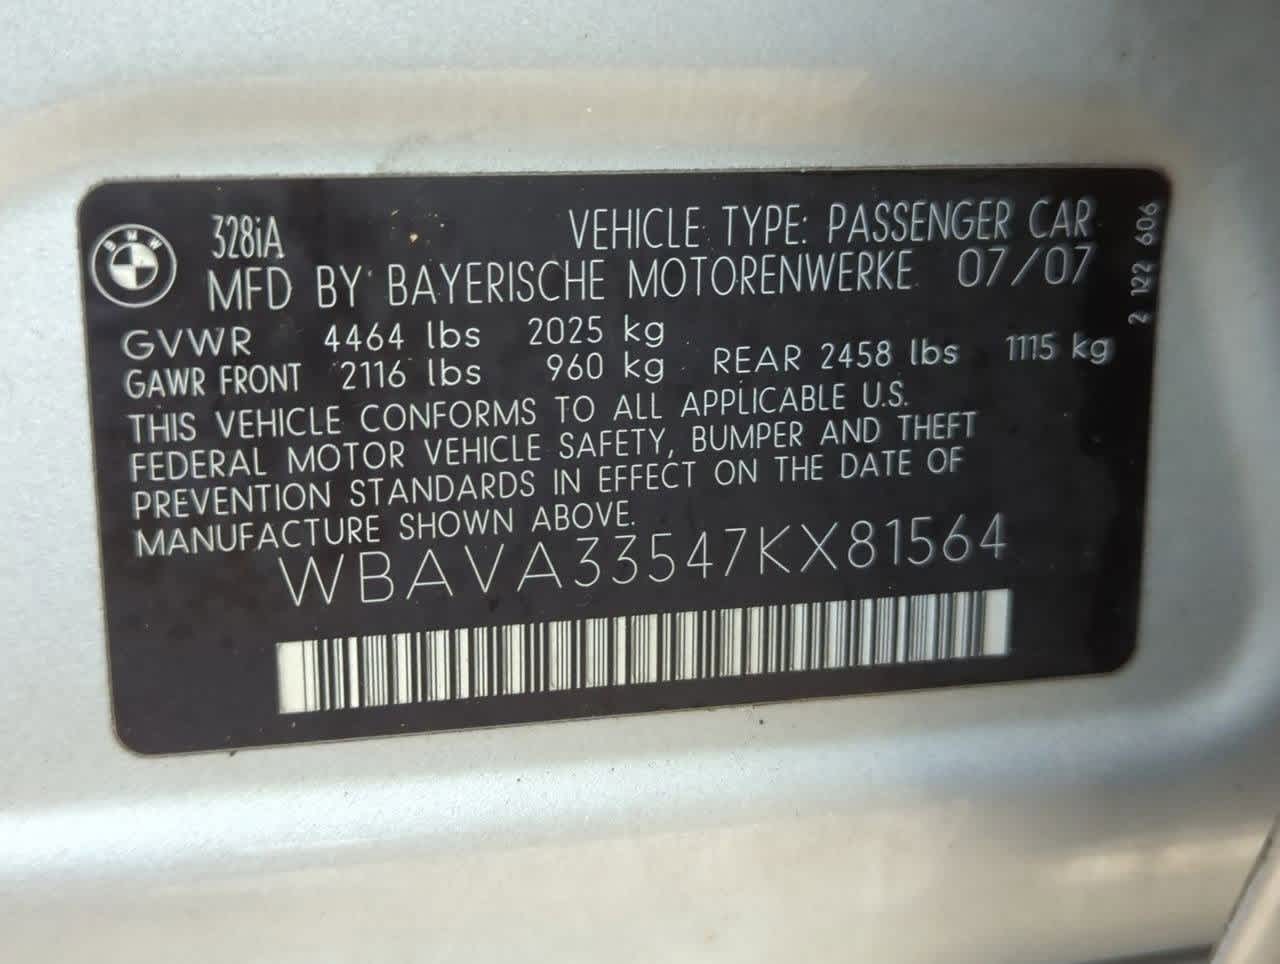 BMW
328iA VEHICLE TYPE: PASSENGER CAR
MFD BY BAYERISCHE MOTORENWERKE 07/07
GVWR 4464 lbs 2025 kg
GAWR FRONT 2116 lbs 960 kg REAR 2458 lbs 1115 kg
THIS VEHICLE CONFORMS TO ALL APPLICABLE U.S.
FEDERAL MOTOR VEHICLE SAFETY, BUMPER AND THEFT
PREVENTION STANDARDS IN EFFECT ON THE DATE OF
MANUFACTURE SHOWN ABOVE.
WBAVA33547KX81564
2 122 606